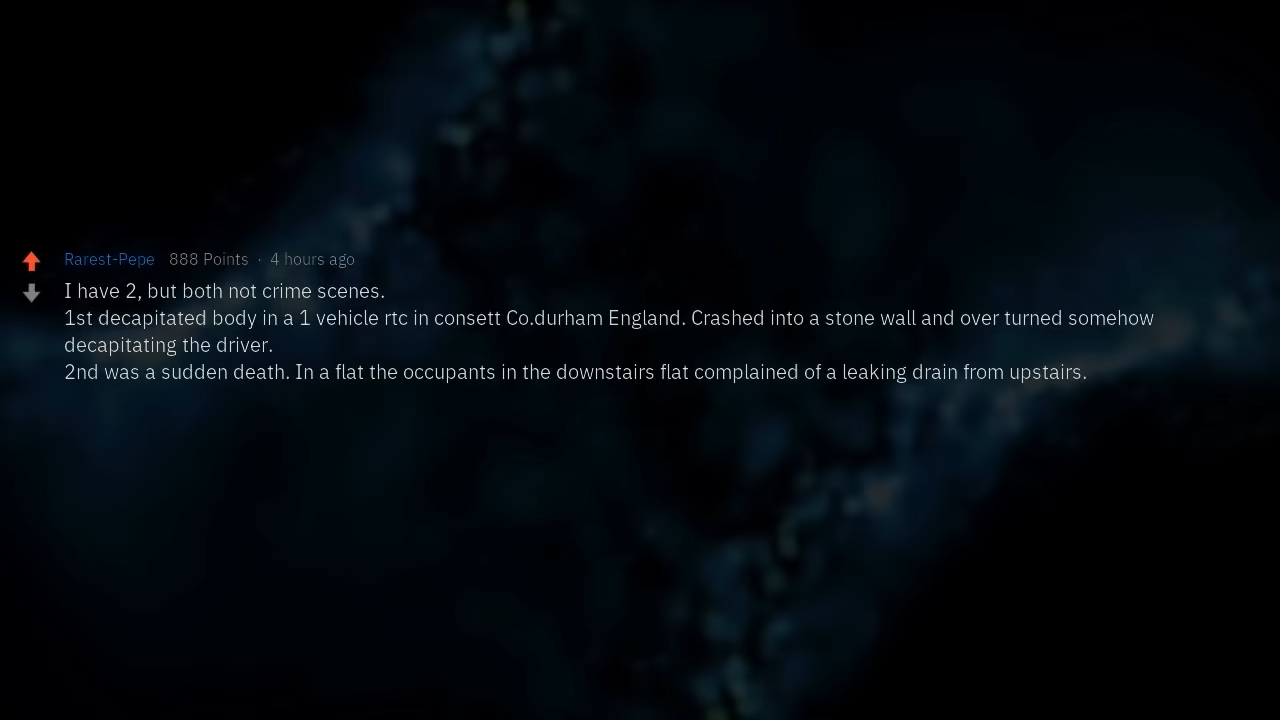 Rarest-Pepe 888 Points · 4 hours ago
I have 2, but both not crime scenes.
1st decapitated body in a 1 vehicle rtc in consett Co.durham England. Crashed into a stone wall and over turned somehow
decapitating the driver.
2nd was a sudden death. In a flat the occupants in the downstairs flat complained of a leaking drain from upstairs.